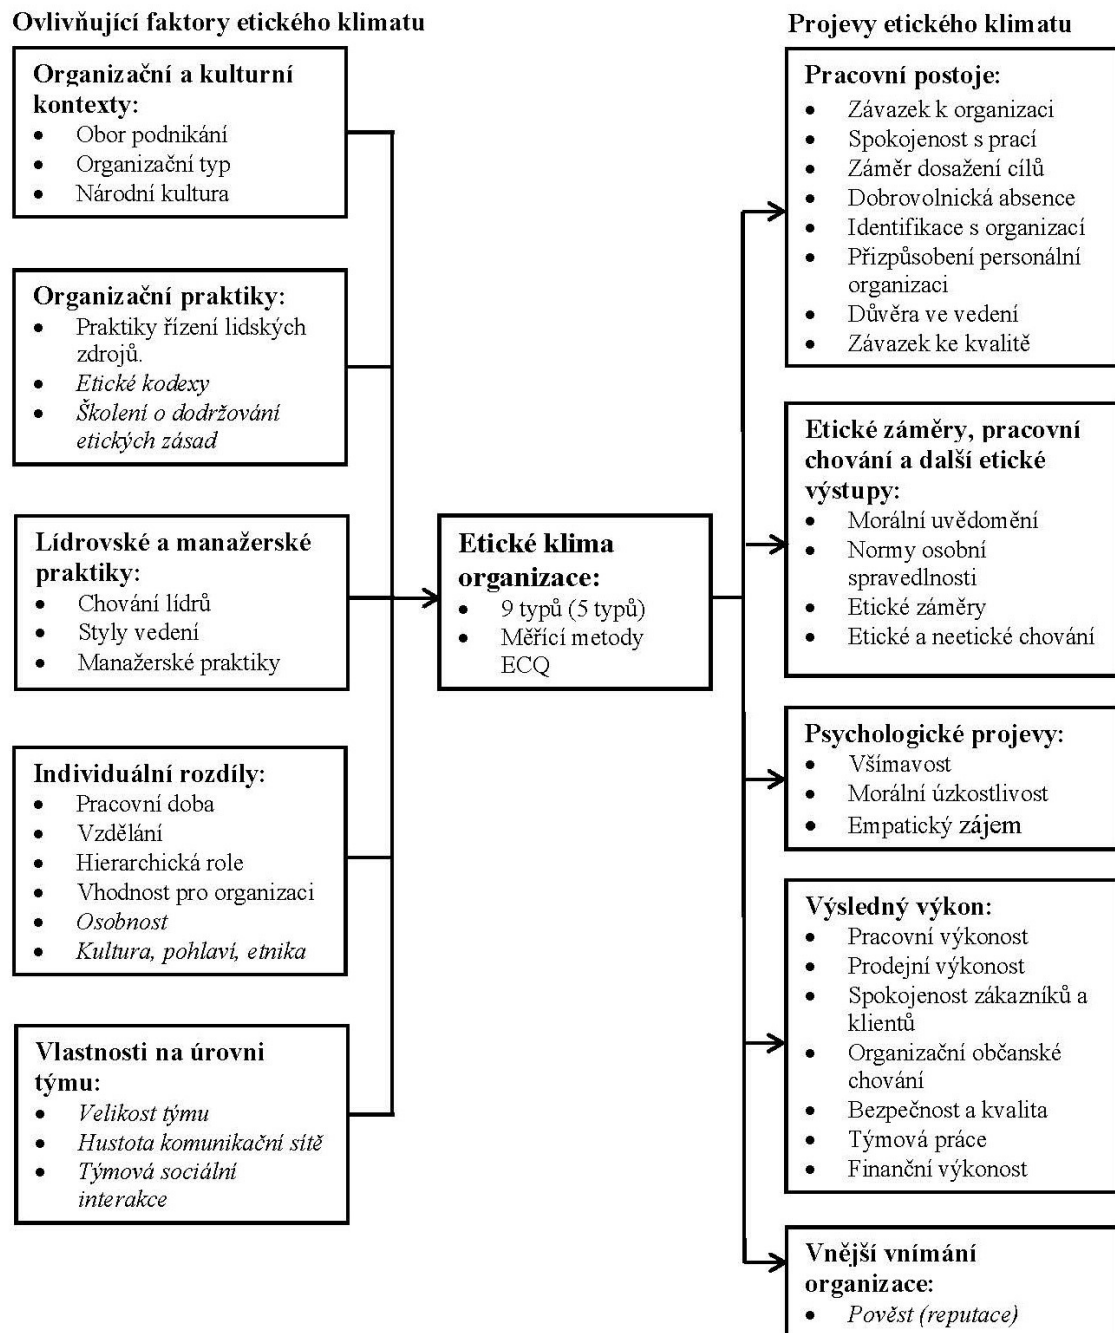 Ovlivňující faktory etického klimatu
Organizační a kulturní
kontexty:
• Obor podnikání
• Organizační typ
• Národní kultura
Organizační praktiky:
• Praktiky řízení lidských
zdrojů.
• Etické kodexy
• Školení o dodržování
etických zásad
Lídrovské a manažerské
praktiky:
• Chování lídrů
• Styly vedení
• Manažerské praktiky
Individuální rozdíly:
• Pracovní doba
• Vzdělání
• Hierarchická role
• Vhodnost pro organizaci
• Osobnost
• Kultura, pohlaví, etnika
Vlastnosti na úrovni
týmu:
• Velikost týmu
• Hustota komunikační sítě
• Týmová sociální
interakce
Etické klima
organizace:
• 9 typů (5 typů)
• Měřící metody
ECQ
Projevy etického klimatu
Pracovní postoje:
• Závazek k organizaci
• Spokojenost s prací
• Záměr dosažení cílů
• Dobrovolnická absence
• Identifikace s organizací
• Přizpůsobení personální
organizaci
• Důvěra ve vedení
• Závazek ke kvalitě
Etické záměry, pracovní
chování a další etické
výstupy:
• Morální uvědomění
• Normy osobní
spravedlnosti
• Etické záměry
• Etické a neetické chování
Psychologické projevy:
• Všímavost
• Morální úzkostlivost
• Empatický zájem
Výsledný výkon:
• Pracovní výkonost
• Prodejní výkonost
• Spokojenost zákazníků a
klientů
• Organizační občanské
chování
• Bezpečnost a kvalita
• Týmová práce
• Finanční výkonost
Vnější vnímání
organizace:
• Pověst (reputace)